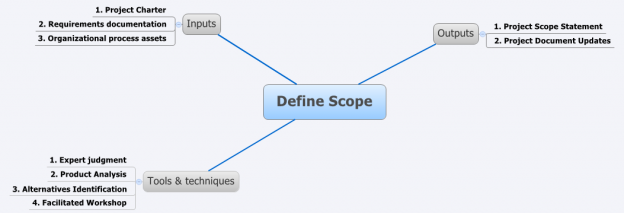 1. Project Charter
2. Requirements documentation
3. Organizational process assets
Inputs
Outputs
1. Project Scope Statement
2. Project Document Updates
Define Scope
1. Expert judgment
2. Product Analysis
3. Alternatives Identification
4. Facilitated Workshop
Tools & techniques